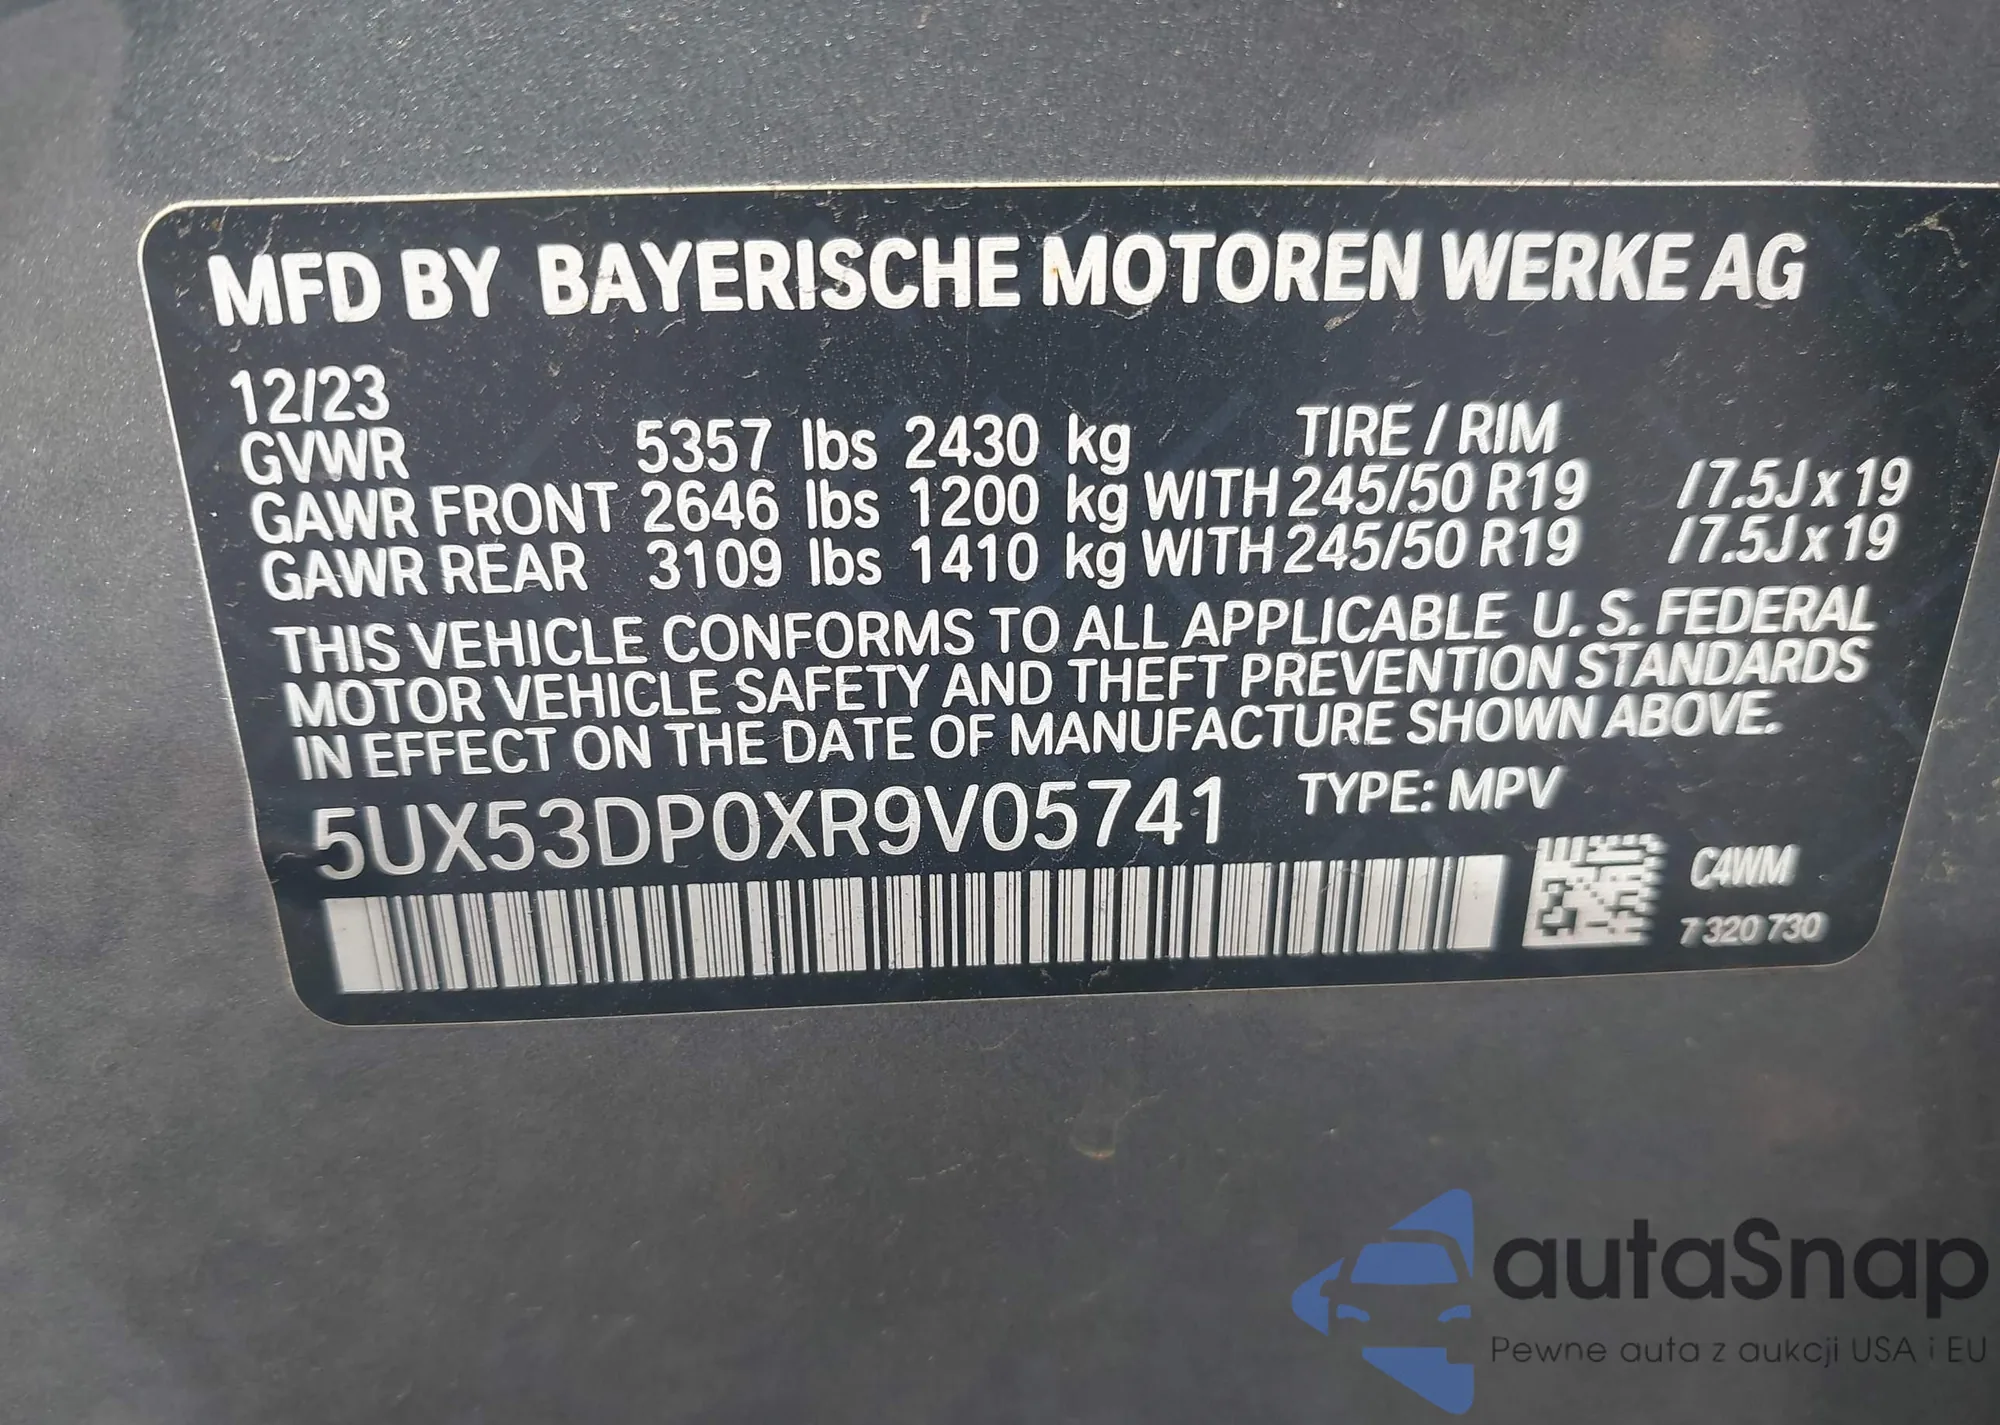 MFD BY BAYERISCHE MOTOREN WERKE AG
12/23
GVWR 5357 lbs 2430 kg TIRE / RIM
GAWR FRONT 2646 lbs 1200 kg WITH 245/50 R19 / 7.5J x 19
GAWR REAR 3109 lbs 1410 kg WITH 245/50 R19 / 7.5J x 19
THIS VEHICLE CONFORMS TO ALL APPLICABLE U. S. FEDERAL
MOTOR VEHICLE SAFETY AND THEFT PREVENTION STANDARDS
IN EFFECT ON THE DATE OF MANUFACTURE SHOWN ABOVE.
5UX53DP0XR9V05741 TYPE: MPV
C4WM
7 320 730
autaSnap
Pewne auta z aukcji USA i EU